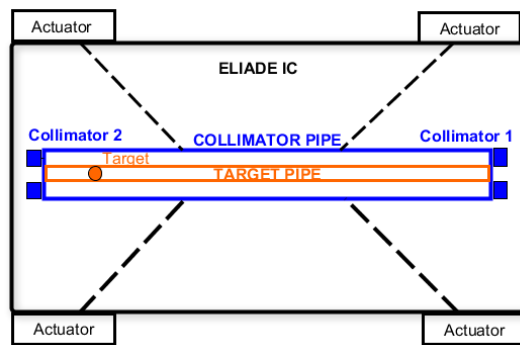 Actuator
Actuator
ELIADE IC
Collimator 2
COLLIMATOR PIPE
Collimator 1
Target
TARGET PIPE
Actuator
Actuator